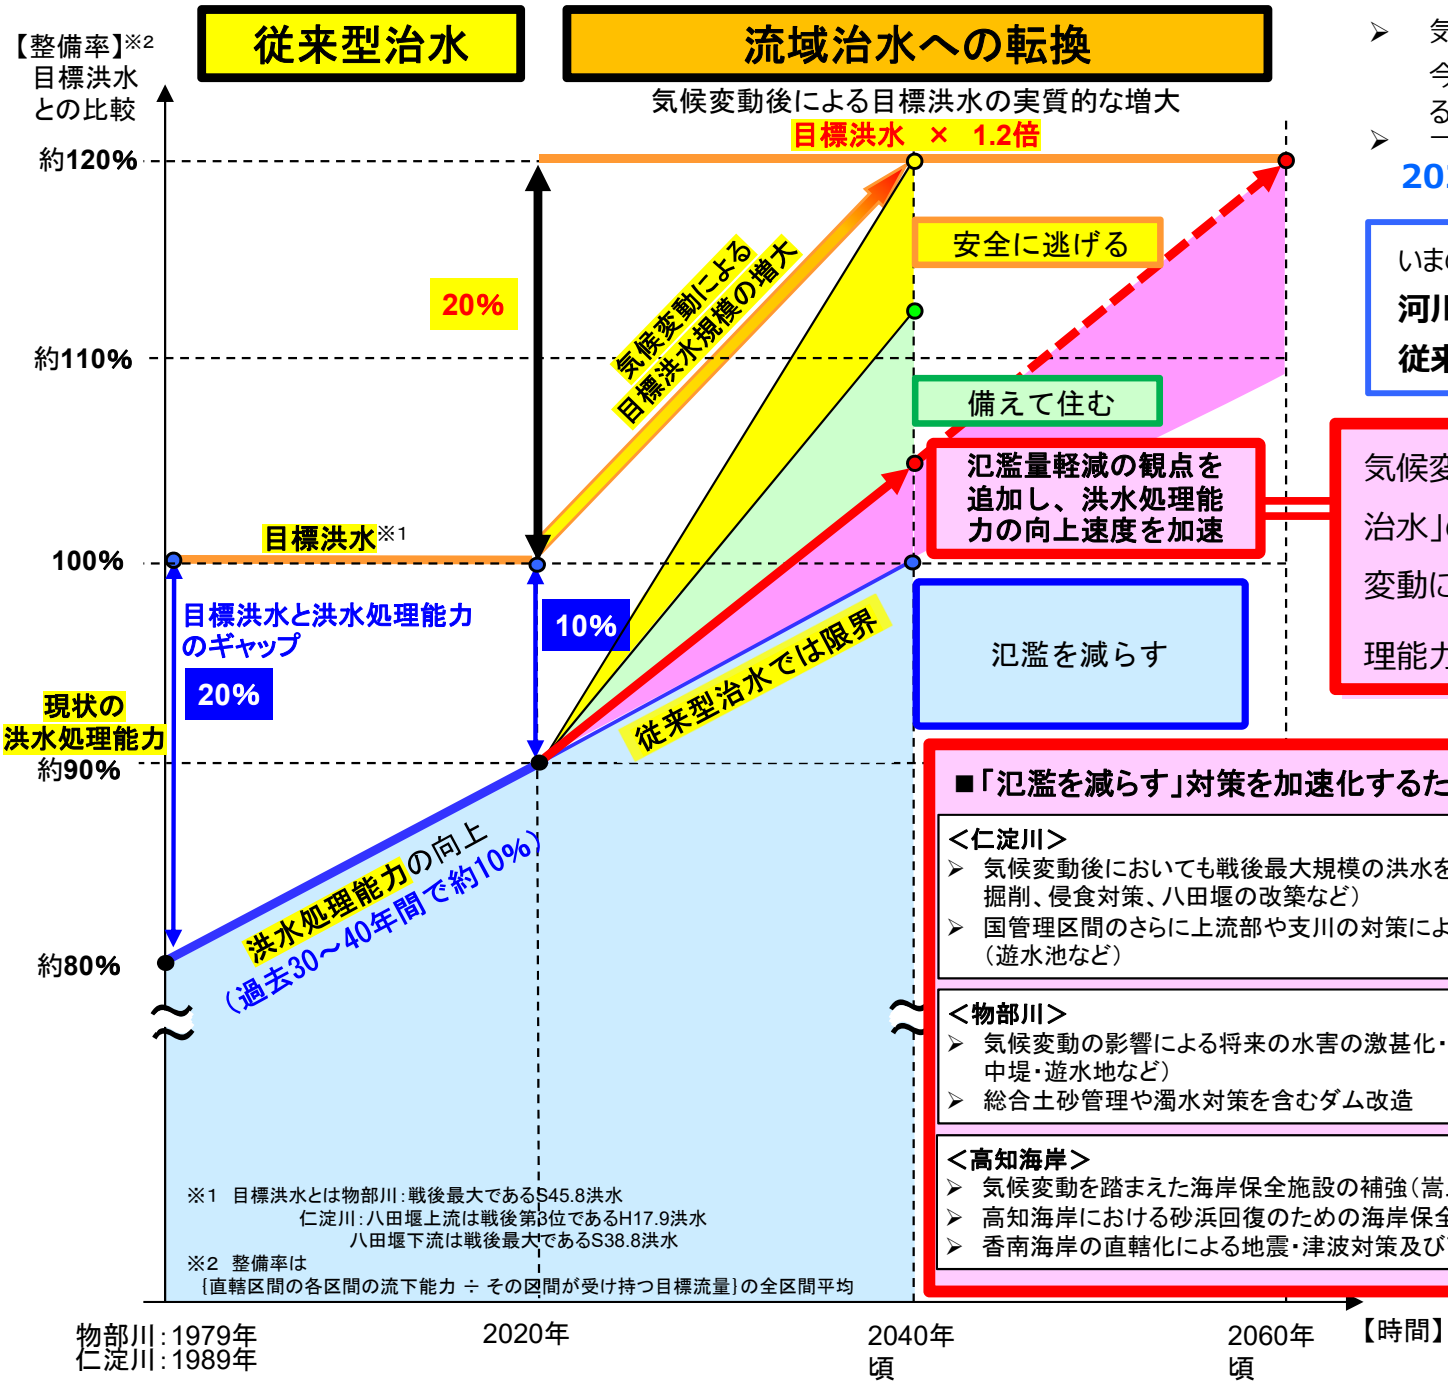 従来型治水
流域治水への転換
【整備率】※2
目標洪水
との比較
気候変動後による目標洪水の実質的な増大
目標洪水 × 1.2倍
約120%
約110%
100%
約90%
約80%
20%
気候変動による
目標洪水規模の増大
安全に逃げる
備えて住む
氾濫量軽減の観点を
追加し、洪水処理能
力の向上速度を加速
目標洪水※1
目標洪水と洪水処理能力
のギャップ
20%
10%
従来型治水では限界
氾濫を減らす
現状の
洪水処理能力
洪水処理能力の向上
（過去30～40年間で約10%）
気
今
る
202
いまの
河川
従来
気候変
治水」
変動に
理能力
■「氾濫を減らす」対策を加速化するた
＜仁淀川＞
➢ 気候変動後においても戦後最大規模の洪水を
掘削、侵食対策、八田堰の改築など）
➢ 国管理区間のさらに上流部や支川の対策によ
（遊水池など）
＜物部川＞
➢ 気候変動の影響による将来の水害の激甚化・
中堤・遊水地など）
➢ 総合土砂管理や濁水対策を含むダム改造
＜高知海岸＞
➢ 気候変動を踏まえた海岸保全施設の補強（嵩
➢ 高知海岸における砂浜回復のための海岸保全
➢ 香南海岸の直轄化による地震・津波対策及び
※1 目標洪水とは物部川：戦後最大であるS45.8洪水
仁淀川：八田堰上流は戦後第3位であるH17.9洪水
八田堰下流は戦後最大であるS38.8洪水
※2 整備率は
{直轄区間の各区間の流下能力 ÷ その区間が受け持つ目標流量}の全区間平均
物部川：1979年
仁淀川：1989年
2020年
2040年
頃
2060年
頃
【時間】